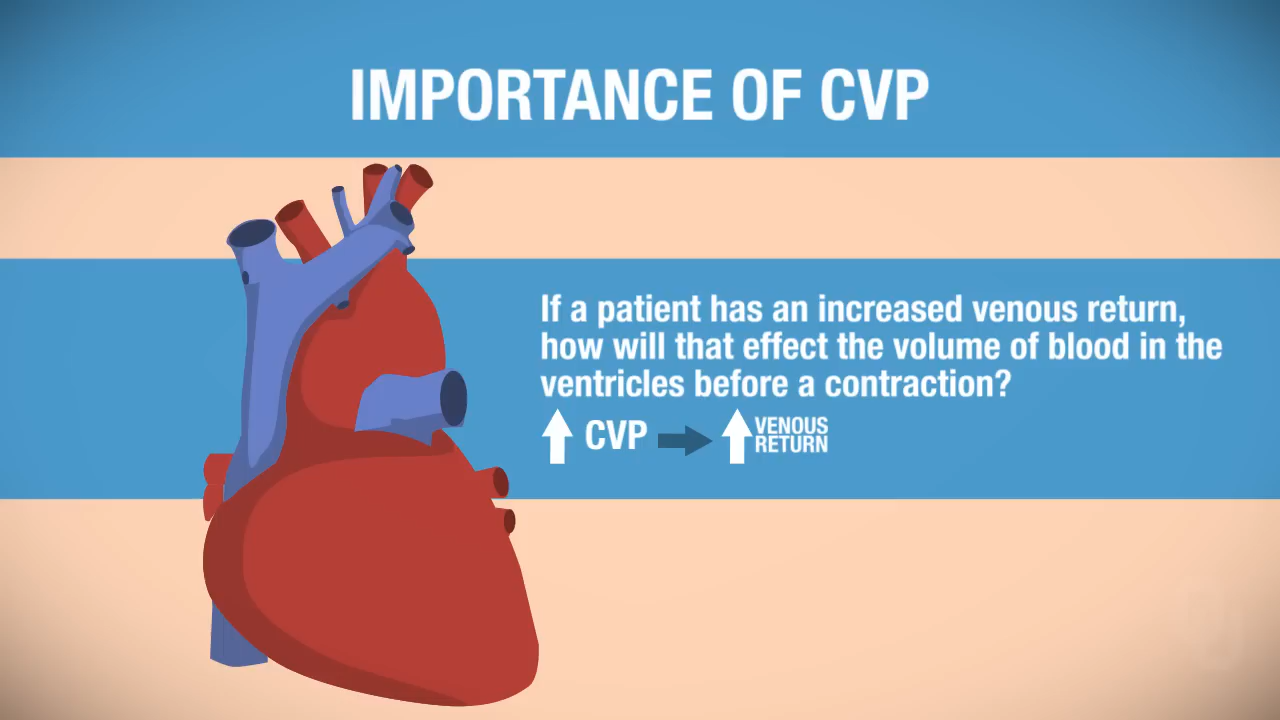 IMPORTANCE OF CVP
If a patient has an increased venous return,
how will that effect the volume of blood in the
ventricles before a contraction?
CVP
VENOUS
RETURN